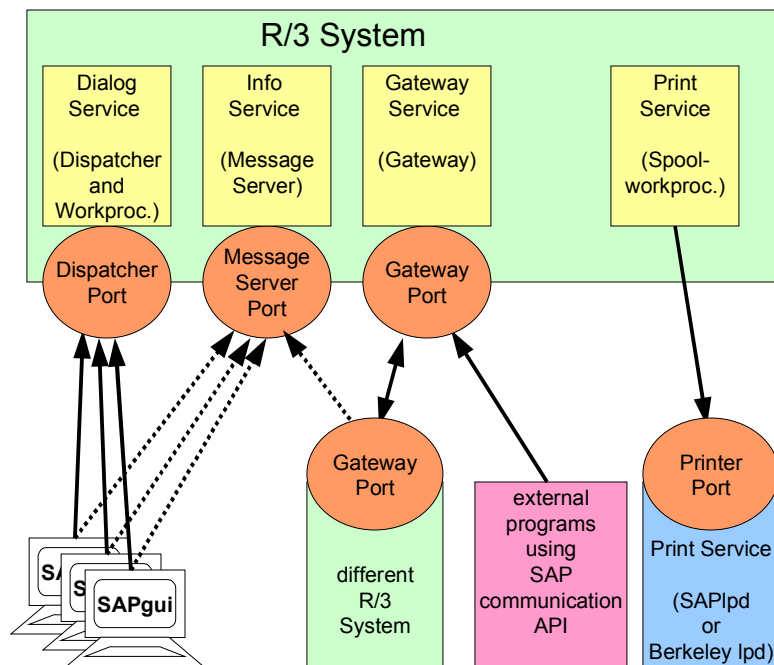 R/3 System
Dialog
Service
(Dispatcher
and
Workproc.)
Info
Service
(Message
Server)
Gateway
Service
(Gateway)
Print
Service
(Spool-
workproc.)
Dispatcher
Port
Message
Server
Port
Gateway
Port
Gateway
Port
different
R/3
System
external
programs
using
SAP
communication
API
Printer
Port
Print Service
(SAPlpd
or
Berkeley lpd)
SA
S
SAPgui